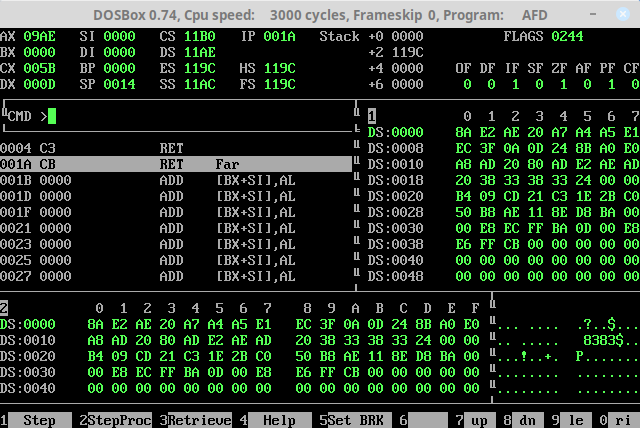 DOSBox 0.74, Cpu speed: 3000 cycles, Frameskip 0, Program: AFD
AX 09AE SI 0000 CS 11B0 IP 001A Stack +0 0000 FLAGS 0244
BX 0000 DI 0000 DS 11AE +2 119C
CX 005B BP 0000 ES 119C HS 119C +4 0000 OF DF IF SF ZF AF PF CF
DX 000D SP 0014 SS 11AC FS 119C +6 0000 0 0 1 0 1 0 1 0
CMD >
1 0 1 2 3 4 5 6 7
DS:0000 8A E2 AE 20 A7 A4 A5 E1
0004 C3 RET DS:0008 EC 3F 0A 0D 24 8B A0 E0
001A CB RET Far DS:0010 A8 AD 20 80 AD E2 AE AD
001B 0000 ADD [BX+SI],AL DS:0018 20 38 33 38 33 24 00 00
001D 0000 ADD [BX+SI],AL DS:0020 B4 09 CD 21 C3 1E 2B C0
001F 0000 ADD [BX+SI],AL DS:0028 50 B8 AE 11 8E D8 BA 00
0021 0000 ADD [BX+SI],AL DS:0030 00 E8 EC FF BA 0D 00 E8
0023 0000 ADD [BX+SI],AL DS:0038 E6 FF CB 00 00 00 00 00
0025 0000 ADD [BX+SI],AL DS:0040 00 00 00 00 00 00 00 00
0027 0000 ADD [BX+SI],AL DS:0048 00 00 00 00 00 00 00 00
2 0 1 2 3 4 5 6 7 8 9 A B C D E F
DS:0000 8A E2 AE 20 A7 A4 A5 E1 EC 3F 0A 0D 24 8B A0 E0 ... .... .?..$...
DS:0010 A8 AD 20 80 AD E2 AE AD 20 38 33 38 33 24 00 00 .. ..... 8383$..
DS:0020 B4 09 CD 21 C3 1E 2B C0 50 B8 AE 11 8E D8 BA 00 ...!..+. P.......
DS:0030 00 E8 EC FF BA 0D 00 E8 E6 FF CB 00 00 00 00 00 ........ ........
DS:0040 00 00 00 00 00 00 00 00 00 00 00 00 00 00 00 00 ........ ........
1 Step 2 StepProc 3 Retrieve 4 Help 5 Set BRK 6 7 up 8 dn 9 le 0 ri